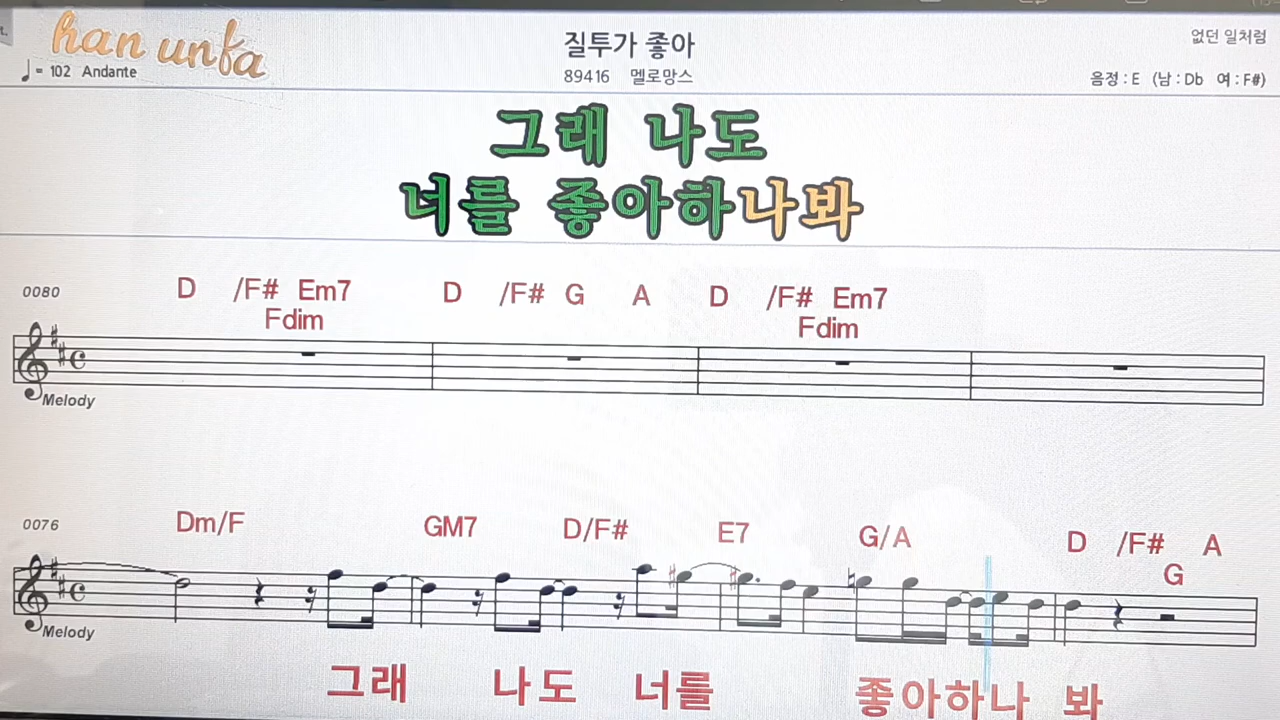 han unfa
질투가 좋아
없던 일처럼
♩= 102 Andante
89416 멜로망스
음정 : E (남 : Db 여 : F#)
그래 나도
너를 좋아하나봐
0080
D /F# Em7 D /F# G A D /F# Em7
Fdim Fdim
Melody
0076
Dm/F GM7 D/F# E7 G/A D /F# A
G
Melody
그래 나도 너를 좋아하나 봐